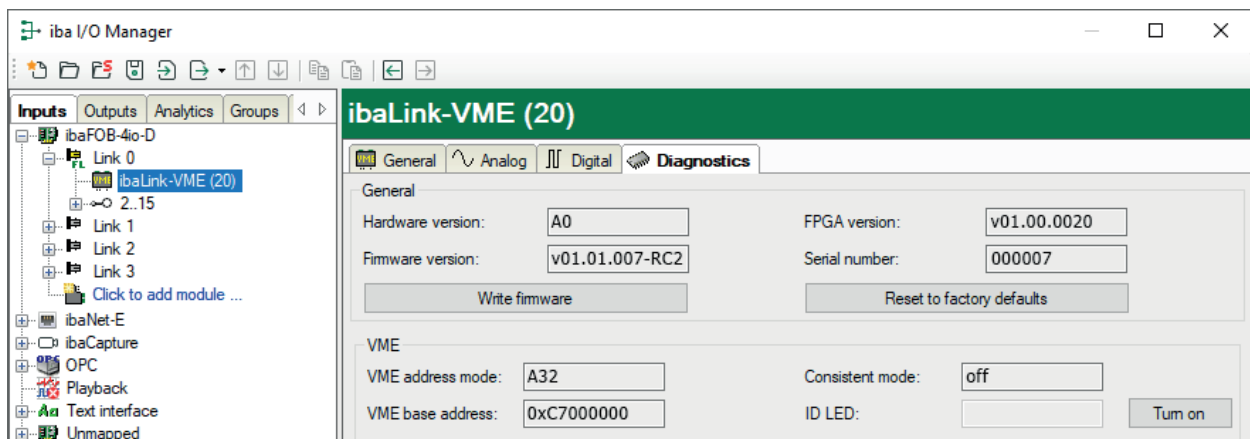 iba I/O Manager
Inputs Outputs Analytics Groups
ibaFOB-4io-D
Link 0
ibaLink-VME (20)
2..15
Link 1
Link 2
Link 3
Click to add module ...
ibaNet-E
ibaCapture
OPC
Playback
Text interface
Unmapped
ibaLink-VME (20)
General Analog Digital Diagnostics
General
Hardware version: A0 FPGA version: v01.00.0020
Firmware version: v01.01.007-RC2 Serial number: 000007
Write firmware Reset to factory defaults
VME
VME address mode: A32 Consistent mode: off
VME base address: 0xC7000000 ID LED: Turn on